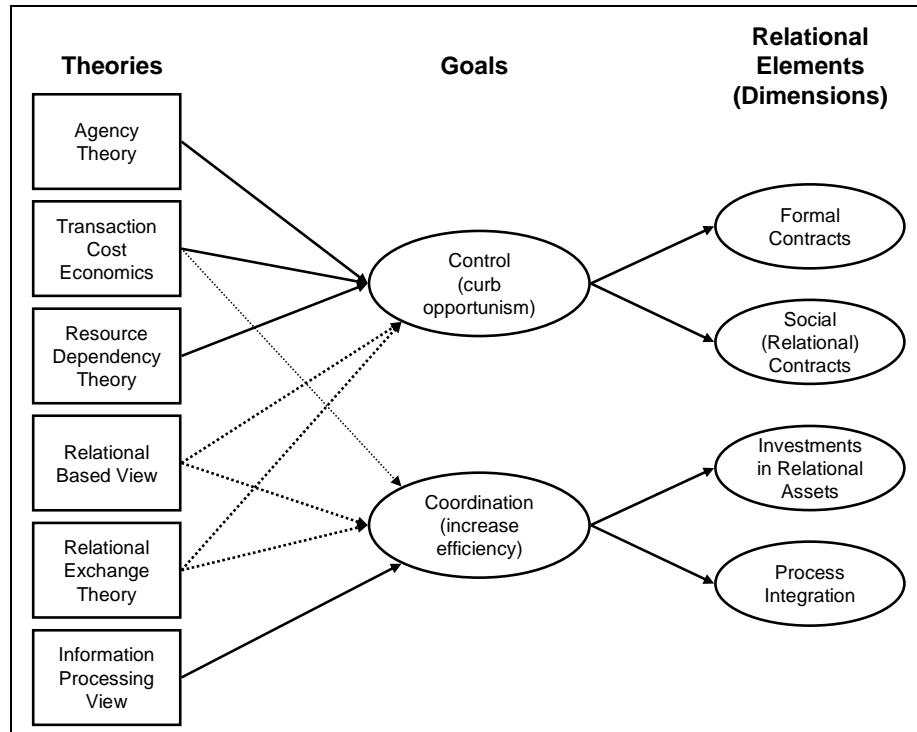 Theories
Goals
Relational
Elements
(Dimensions)
Agency
Theory
Transaction
Cost
Economics
Resource
Dependency
Theory
Relational
Based View
Relational
Exchange
Theory
Information
Processing
View
Control
(curb
opportunism)
Coordination
(increase
efficiency)
Formal
Contracts
Social
(Relational)
Contracts
Investments
in Relational
Assets
Process
Integration